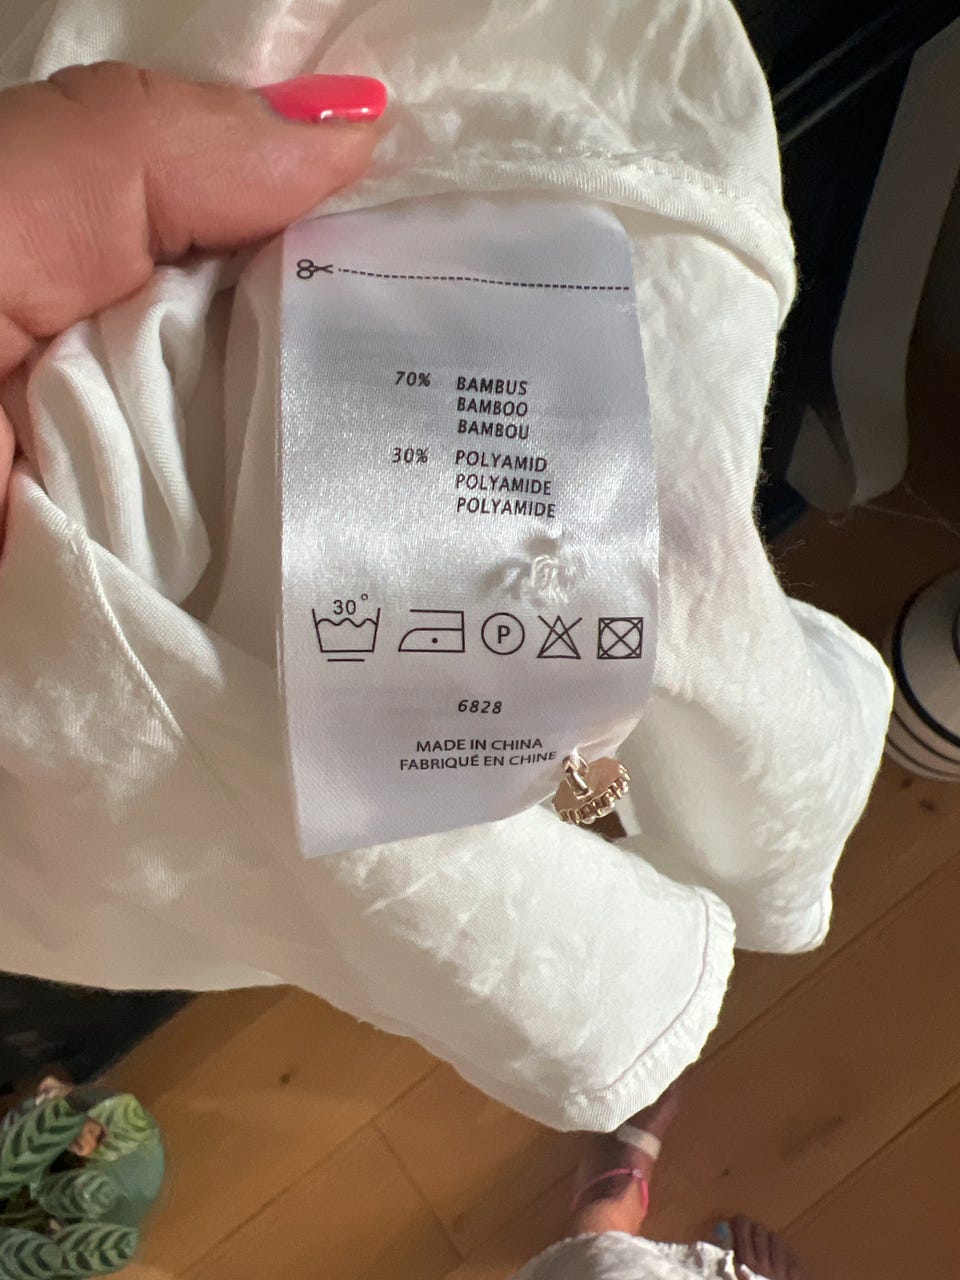 70% BAMBUS
BAMBOO
BAMBOU
30% POLYAMID
POLYAMIDE
POLYAMIDE
30°
P
6828
MADE IN CHINA
FABRIQUÉ EN CHINE